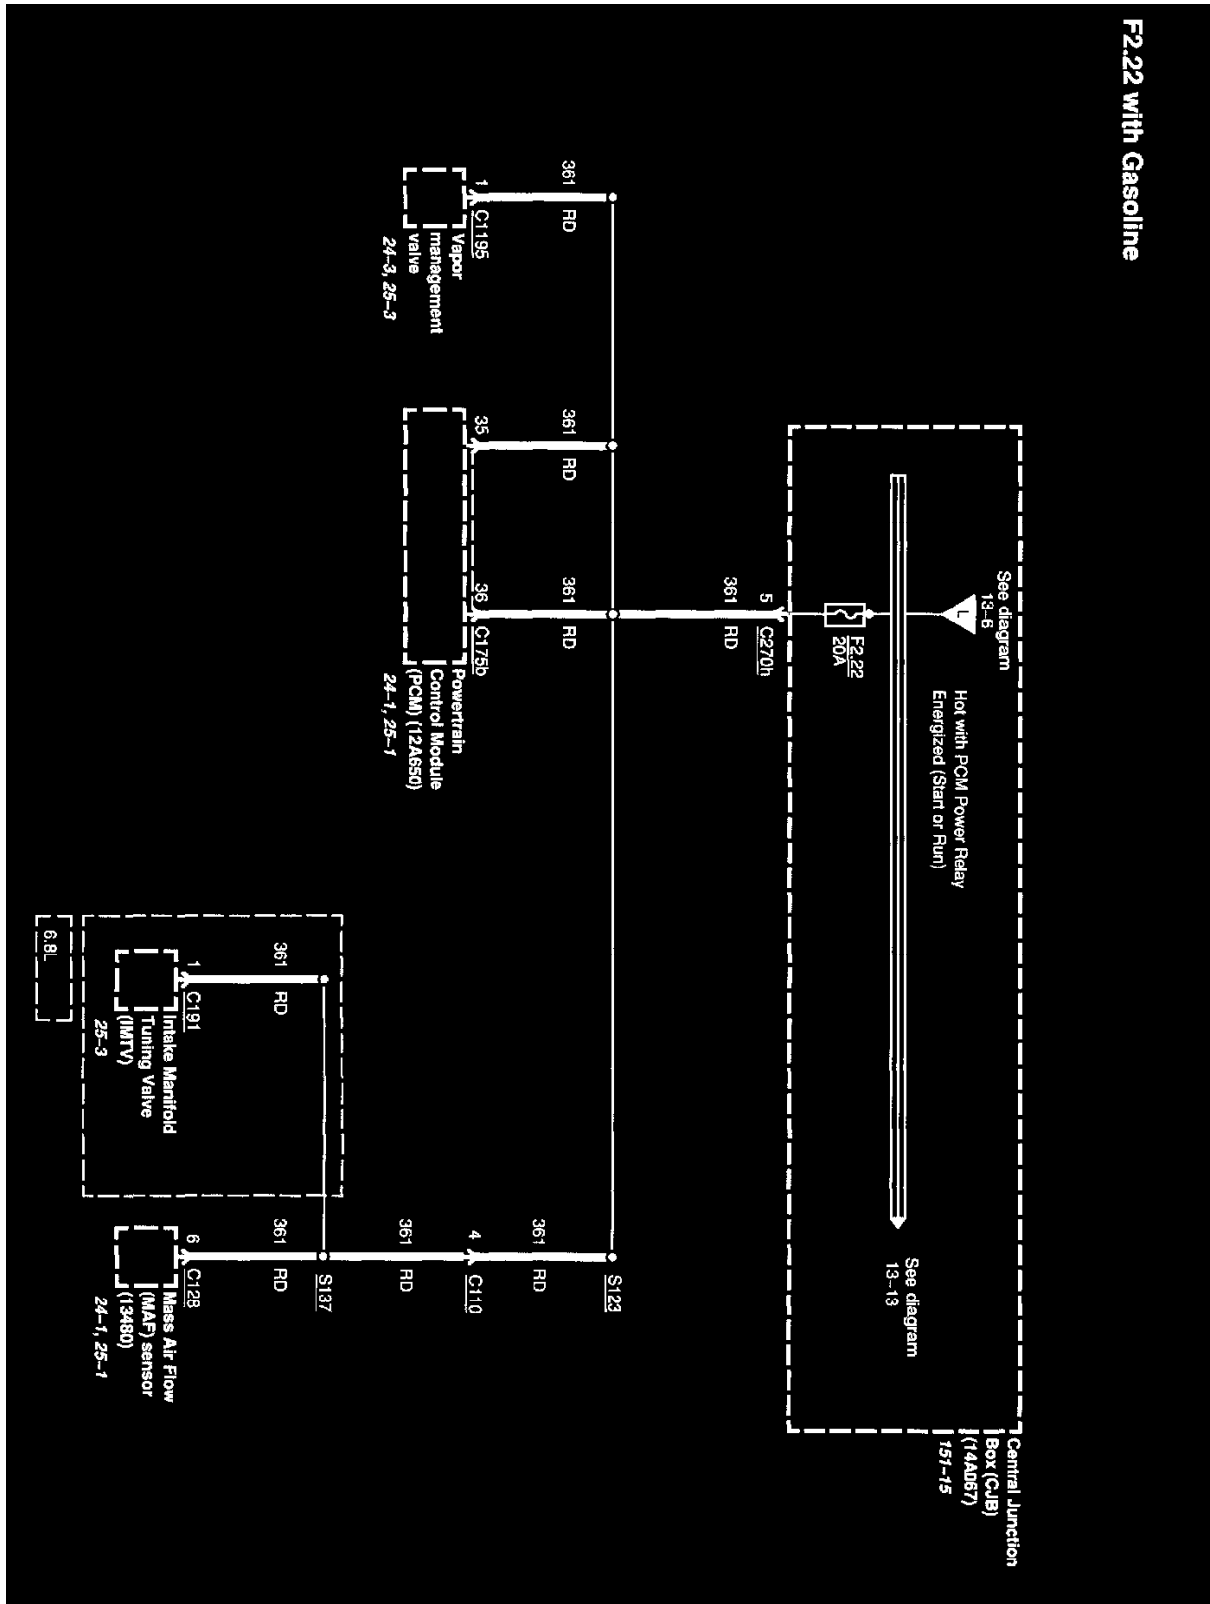 F2.22 with Gasoline
See diagram
13–6
L
Hot with PCM Power Relay
Energized (Start or Run)
See diagram
13–13
F2.22
20A
Central Junction
Box (CJB)
(14A067)
151–15
5
C270h
361
RD
361
RD
361
RD
361
RD
361
RD
S123
1
C1195
Vapor
management
valve
24–3, 25–3
35
36
C175b
Powertrain
Control Module
(PCM) (12A650)
24–1, 25–1
4
C110
361
RD
S137
361
RD
361
RD
1
C191
Intake Manifold
Tuning Valve
(IMTV)
25–3
6
C128
Mass Air Flow
(MAF) sensor
(13480)
24–1, 25–1
6.8L